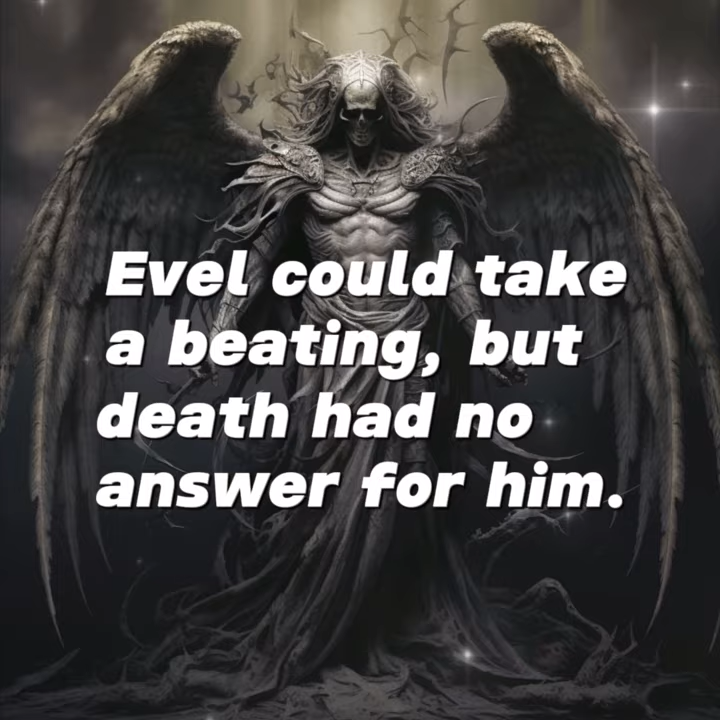 Evel could take
a beating, but
death had no
answer for him.